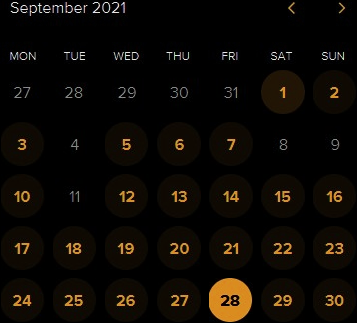 September 2021
MON TUE WED THU FRI SAT SUN
27 28 29 30 31 1 2
3 4 5 6 7 8 9
10 11 12 13 14 15 16
17 18 19 20 21 22 23
24 25 26 27 28 29 30